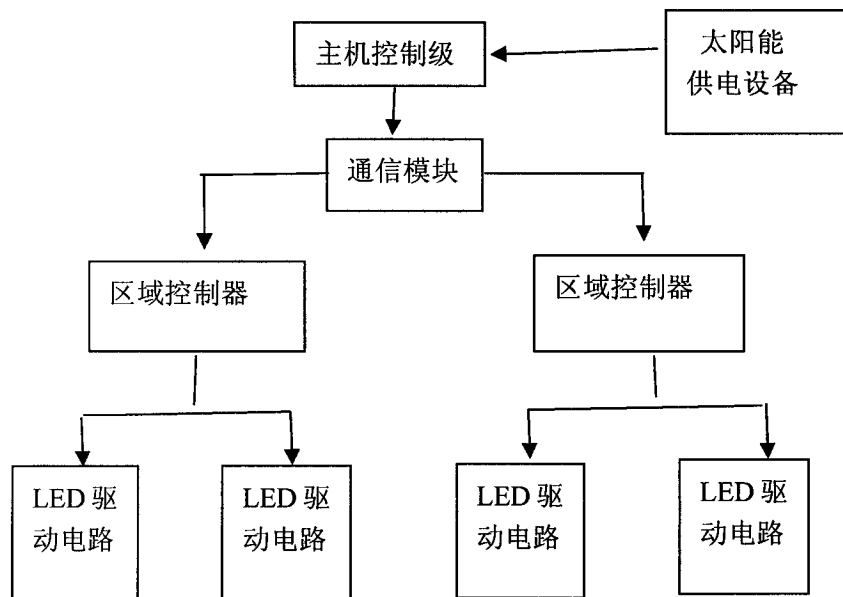 主机控制级
太阳能
供电设备
通信模块
区域控制器
区域控制器
LED 驱
动电路
LED 驱
动电路
LED 驱
动电路
LED 驱
动电路